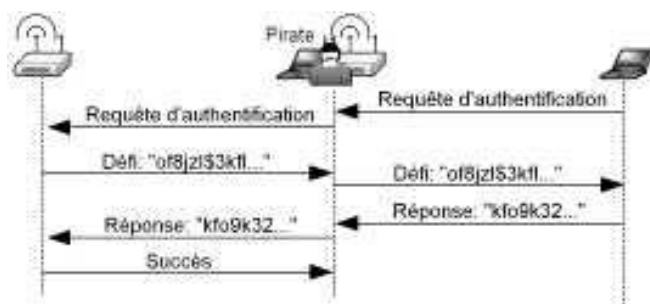 Pirate
Requête d'authentification
Requête d'authentification
Défi: "of8jzl$3kfl..."
Défi: "of8jzl$3kfl..."
Réponse: "kfo9k32..."
Réponse: "kfo9k32..."
Succès